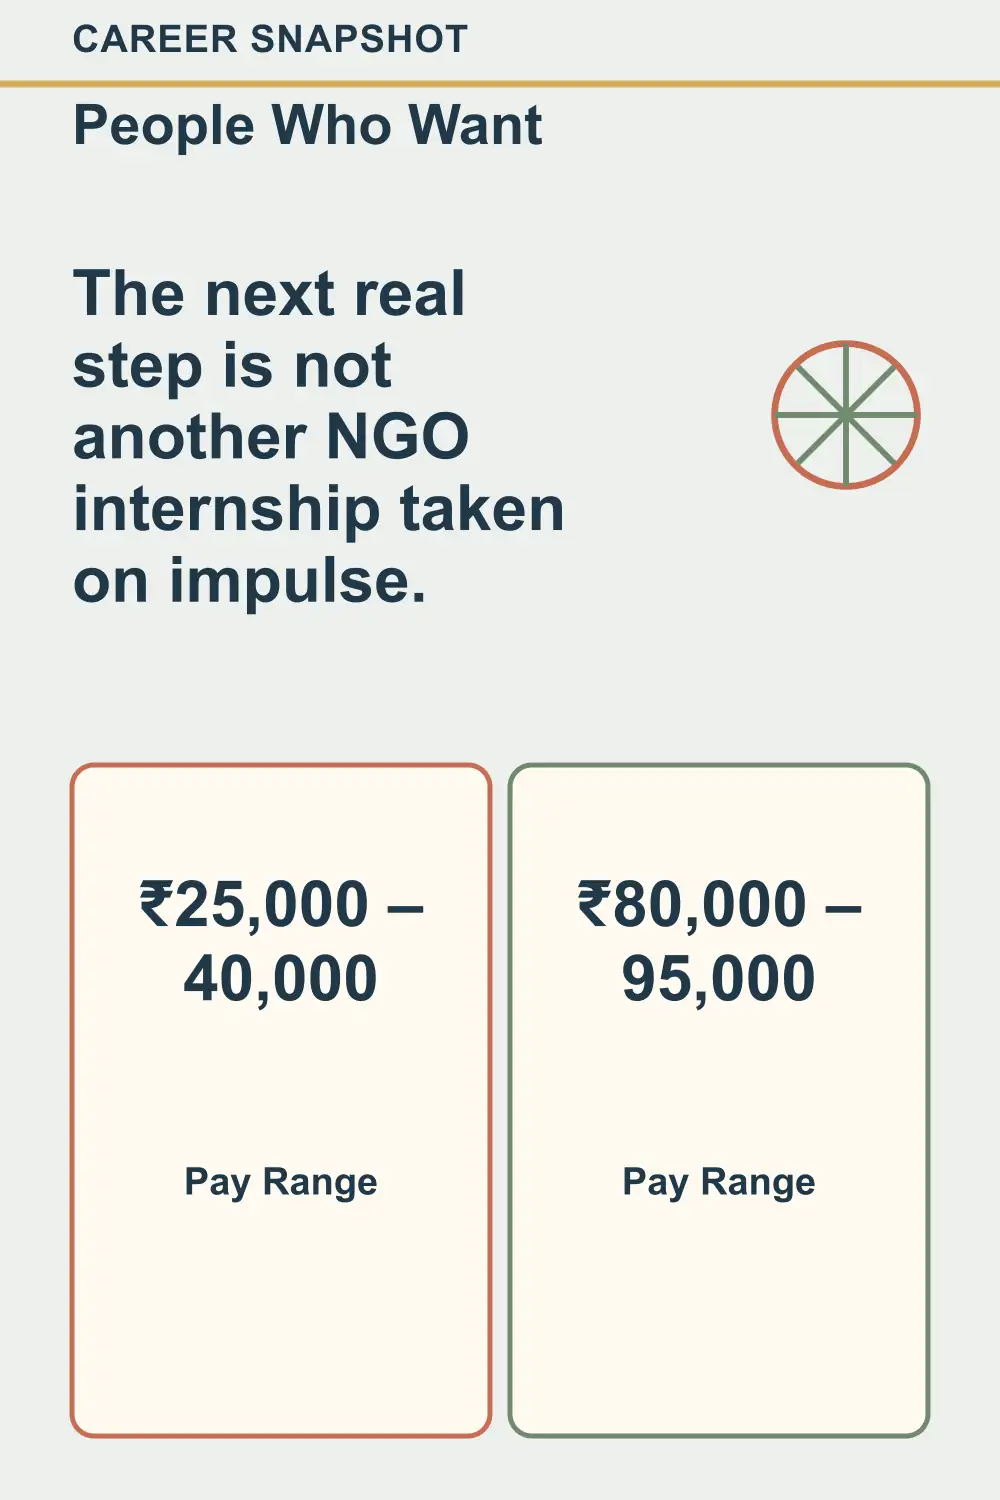 CAREER SNAPSHOT
People Who Want
The next real
step is not
another NGO
internship taken
on impulse.
₹25,000 –
40,000
Pay Range
₹80,000 –
95,000
Pay Range